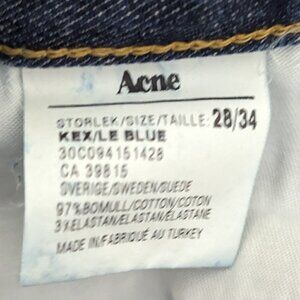 Acne
STORLEK/SIZE/TAILLE: 28/34
KEX/LE BLUE
30C094151428
CA 39815
SVERIGE/SWEDEN/SUEDE
97%BOMULL/COTTON/COTON
3%ELASTAN/ELASTAN/ELASTANE
MADE IN/FABRIQUÉ AU TURKEY